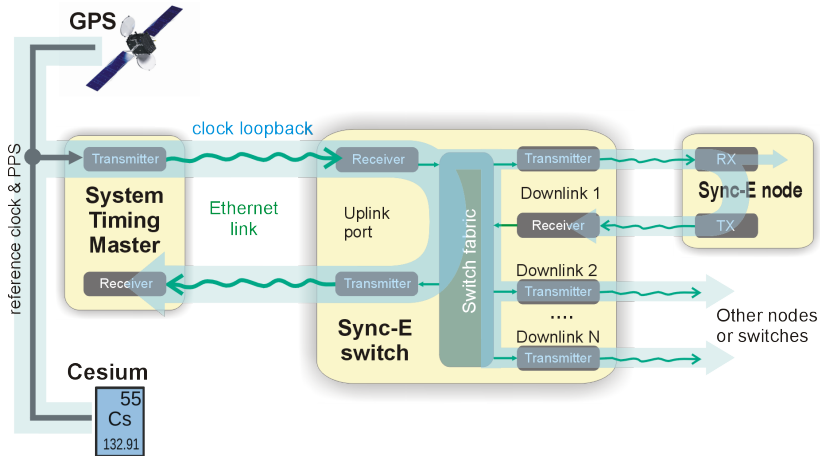 GPS
reference clock & PPS
clock loopback
Transmitter
System
Timing
Master
Receiver
Ethernet
link
Receiver
Uplink
port
Transmitter
Sync-E
switch
Switch fabric
Transmitter
Downlink 1
Receiver
Downlink 2
Transmitter
....
Downlink N
Transmitter
RX
Sync-E node
TX
Other nodes
or switches
Cesium
55
Cs
132.91